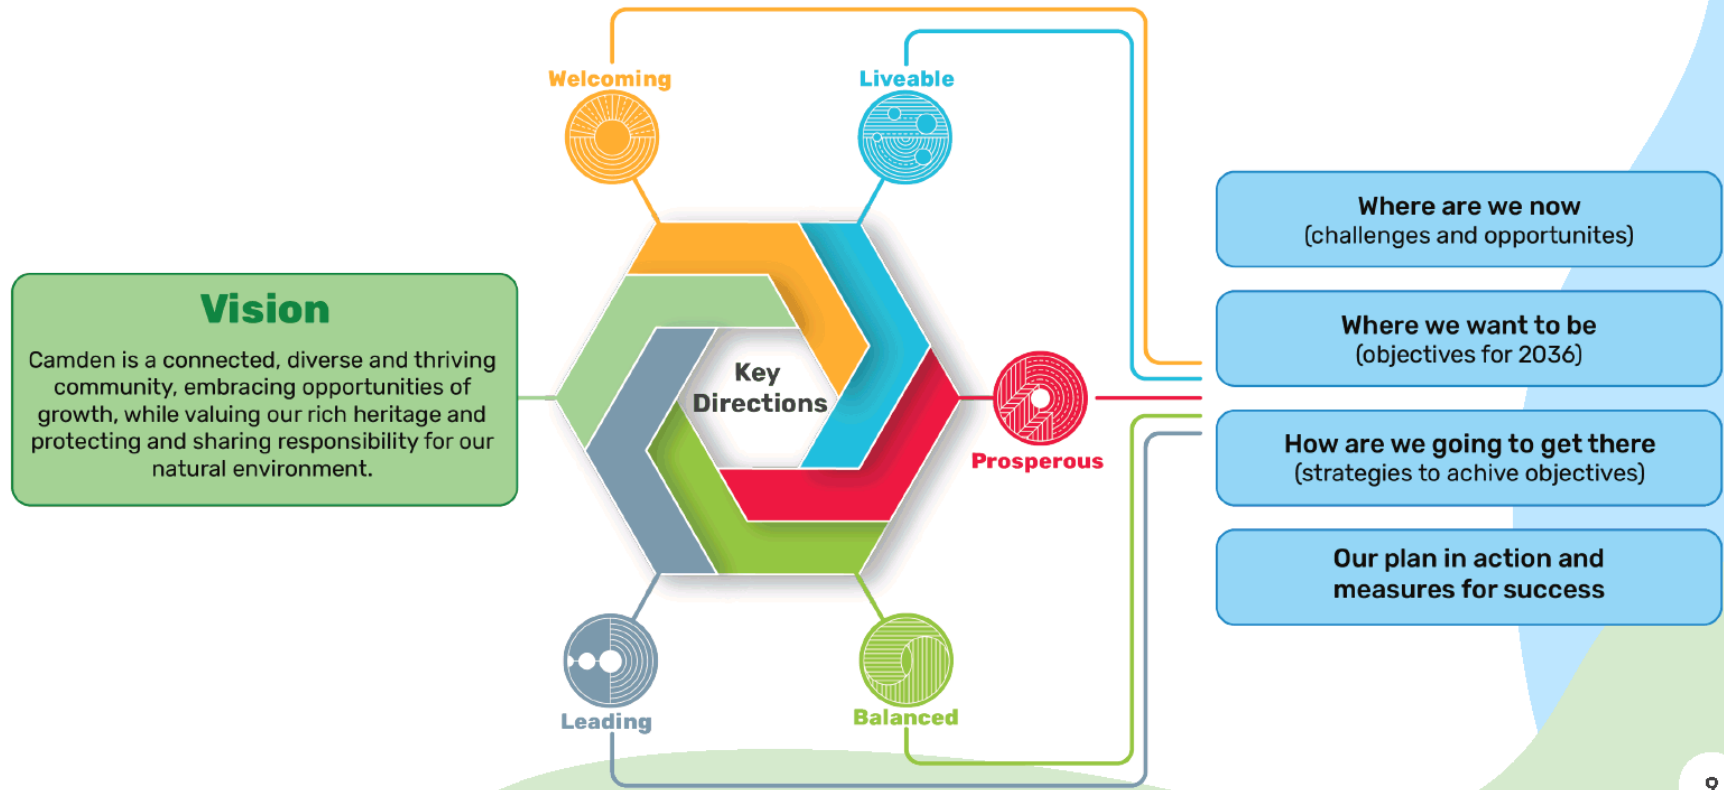 Welcoming
Liveable
Vision
Camden is a connected, diverse and thriving
community, embracing opportunities of
growth, while valuing our rich heritage and
protecting and sharing responsibility for our
natural environment.
Key
Directions
Prosperous
Leading
Balanced
Where are we now
(challenges and opportunites)
Where we want to be
(objectives for 2036)
How are we going to get there
(strategies to achive objectives)
Our plan in action and
measures for success